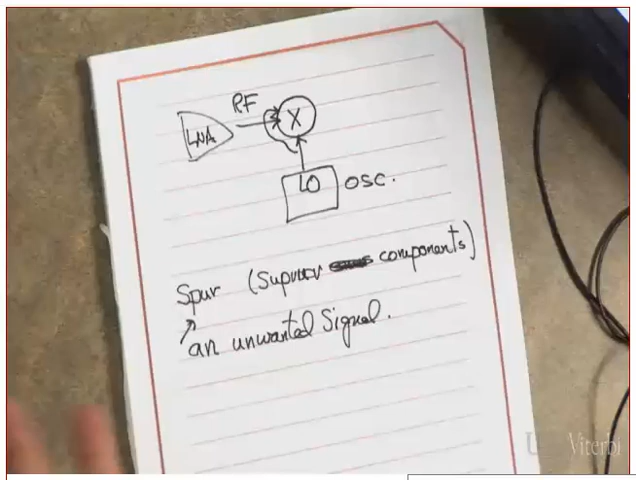 RF
LNA
X
LO OSC.
Spur ( components)
an unwanted Signal.
Viterbi